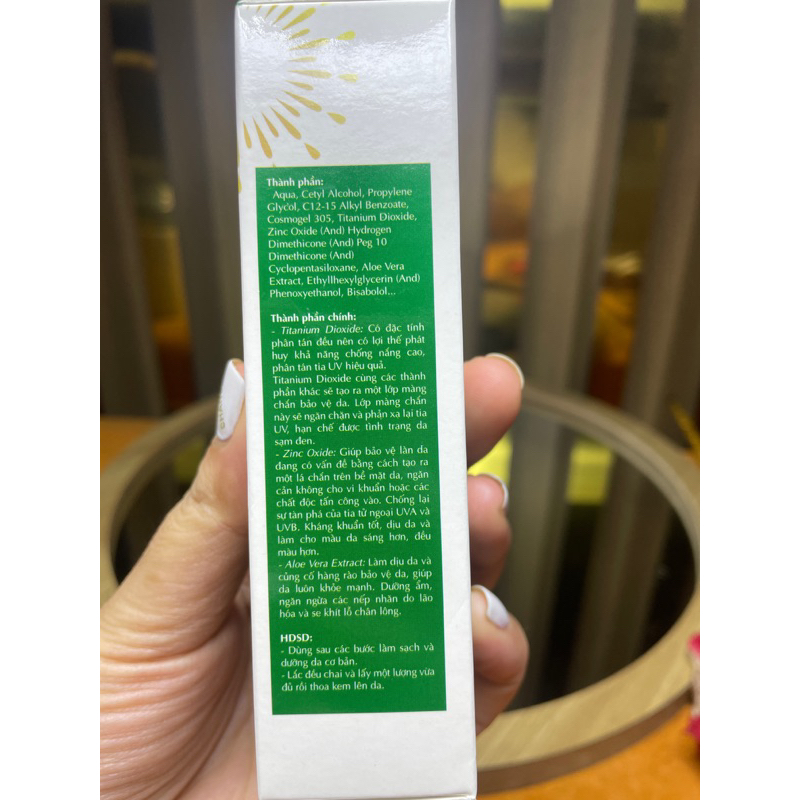 Thành phần:
Aqua, Cetyl Alcohol, Propylene
Glycol, C12-15 Alkyl Benzoate,
Cosmogel 305, Titanium Dioxide,
Zinc Oxide (And) Hydrogen
Dimethicone (And) Peg 10
Dimethicone (And)
Cyclopentasiloxane, Aloe Vera
Extract, Ethyllhexylglycerin (And)
Phenoxyethanol, Bisabolol...
Thành phần chính:
- Titanium Dioxide: Có đặc tính
phân tán đều nên có lợi thế phát
huy khả năng chống nắng cao,
phân tán tia UV hiệu quả.
Titanium Dioxide cùng các thành
phần khác sẽ tạo ra một lớp màng
chắn bảo vệ da. Lớp màng chắn
này sẽ ngăn chặn và phản xạ lại tia
UV, hạn chế được tình trạng da
sạm đen.
- Zinc Oxide: Giúp bảo vệ làn da
đang có vấn đề bằng cách tạo ra
một lá chắn trên bề mặt da, ngăn
cản không cho vi khuẩn hoặc các
chất độc tấn công vào. Chống lại
sự tàn phá của tia tử ngoại UVA và
UVB. Kháng khuẩn tốt, dịu da và
làm cho màu da sáng hơn, đều
màu hơn.
- Aloe Vera Extract: Làm dịu da và
củng cố hàng rào bảo vệ da, giúp
da luôn khỏe mạnh. Dưỡng ẩm,
ngăn ngừa các nếp nhăn do lão
hóa và se khít lỗ chân lông.
HDSD:
- Dùng sau các bước làm sạch và
dưỡng da cơ bản.
- Lắc đều chai và lấy một lượng vừa
đủ rồi thoa kem lên da.